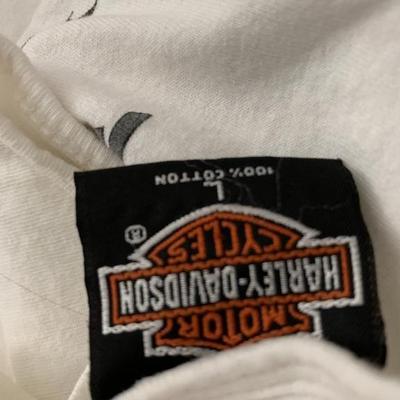 MOTOR
HARLEY-DAVIDSON
CYCLES
®
L
100% COTTON